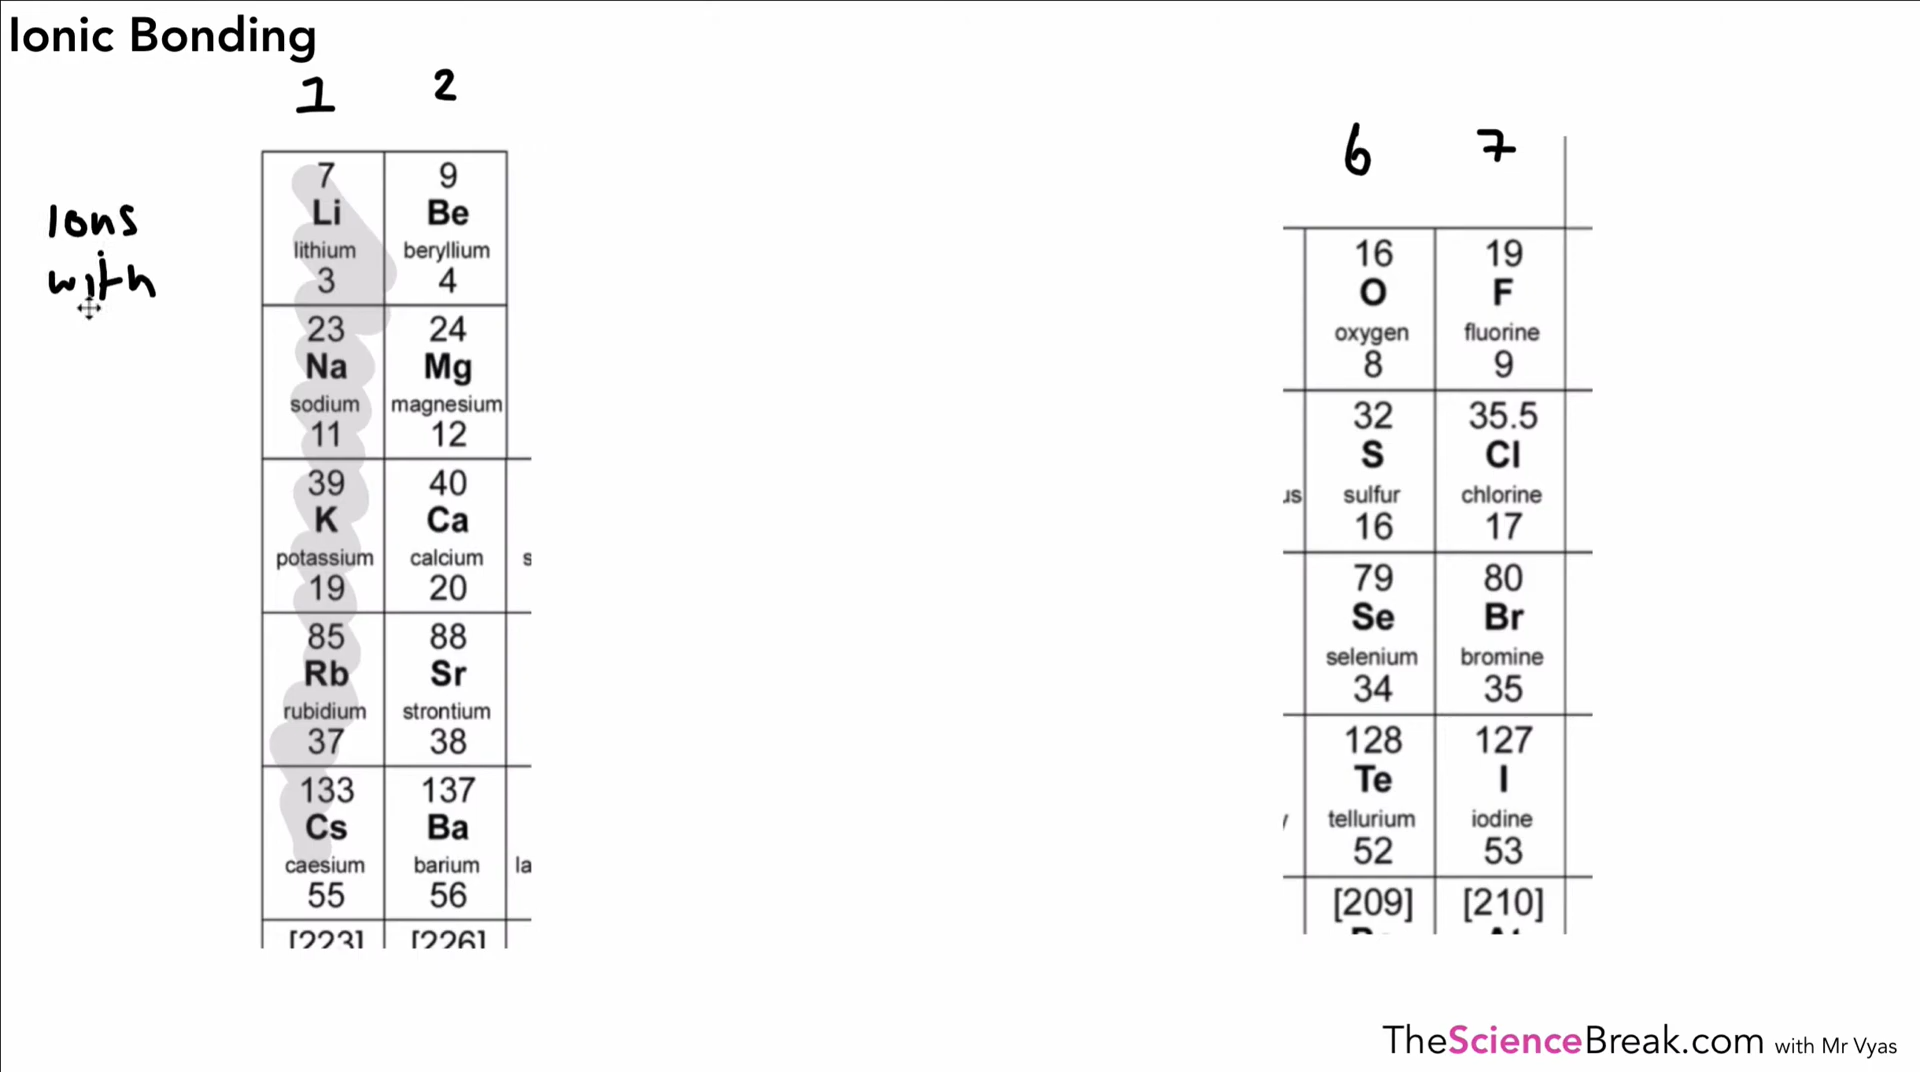 Ionic Bonding
1 2
6 7
Ions
with
7 9
Li Be
lithium beryllium
3 4
23 24
Na Mg
sodium magnesium
11 12
39 40
K Ca
potassium calcium s
19 20
85 88
Rb Sr
rubidium strontium
37 38
133 137
Cs Ba
caesium barium la
55 56
[223] [226]
16 19
O F
oxygen fluorine
8 9
32 35.5
S Cl
us sulfur chlorine
16 17
79 80
Se Br
selenium bromine
34 35
128 127
Te I
y tellurium iodine
52 53
[209] [210]
TheScienceBreak.com with Mr Vyas